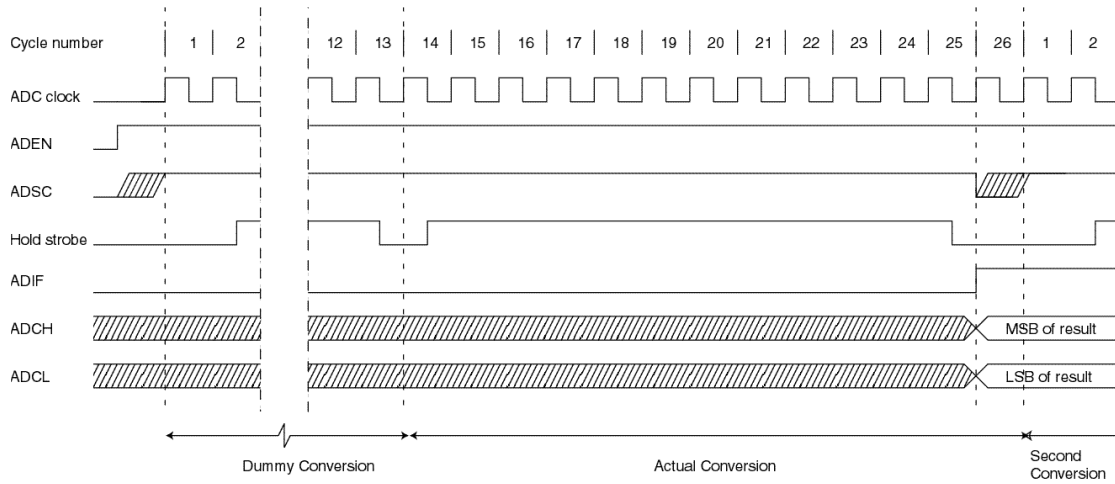 Cycle number 1 2 12 13 14 15 16 17 18 19 20 21 22 23 24 25 26 1 2
ADC clock
ADEN
ADSC
Hold strobe
ADIF
ADCH MSB of result
ADCL LSB of result
Dummy Conversion Actual Conversion Second
Conversion